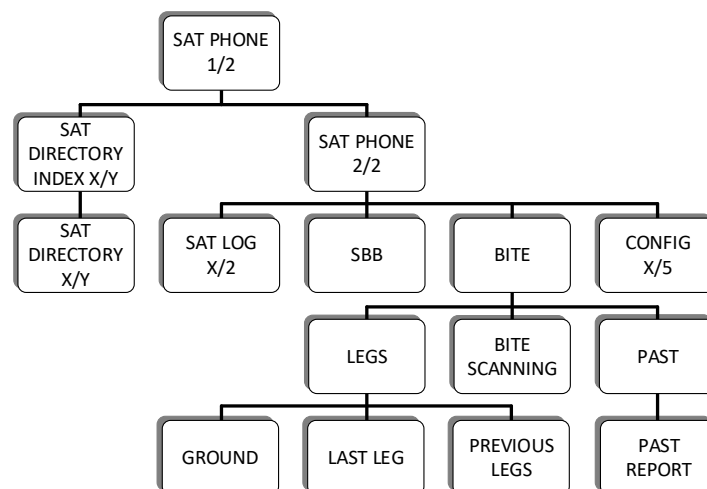 SAT PHONE
1/2
SAT
DIRECTORY
INDEX X/Y
SAT PHONE
2/2
SAT
DIRECTORY
X/Y
SAT LOG
X/2
SBB
BITE
CONFIG
X/5
LEGS
BITE
SCANNING
PAST
GROUND
LAST LEG
PREVIOUS
LEGS
PAST
REPORT